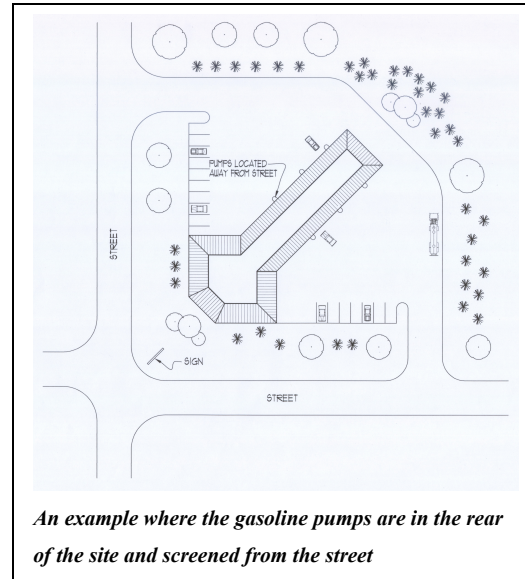 PUMPS LOCATED
AWAY FROM STREET
STREET
SIGN
STREET
An example where the gasoline pumps are in the rear
of the site and screened from the street